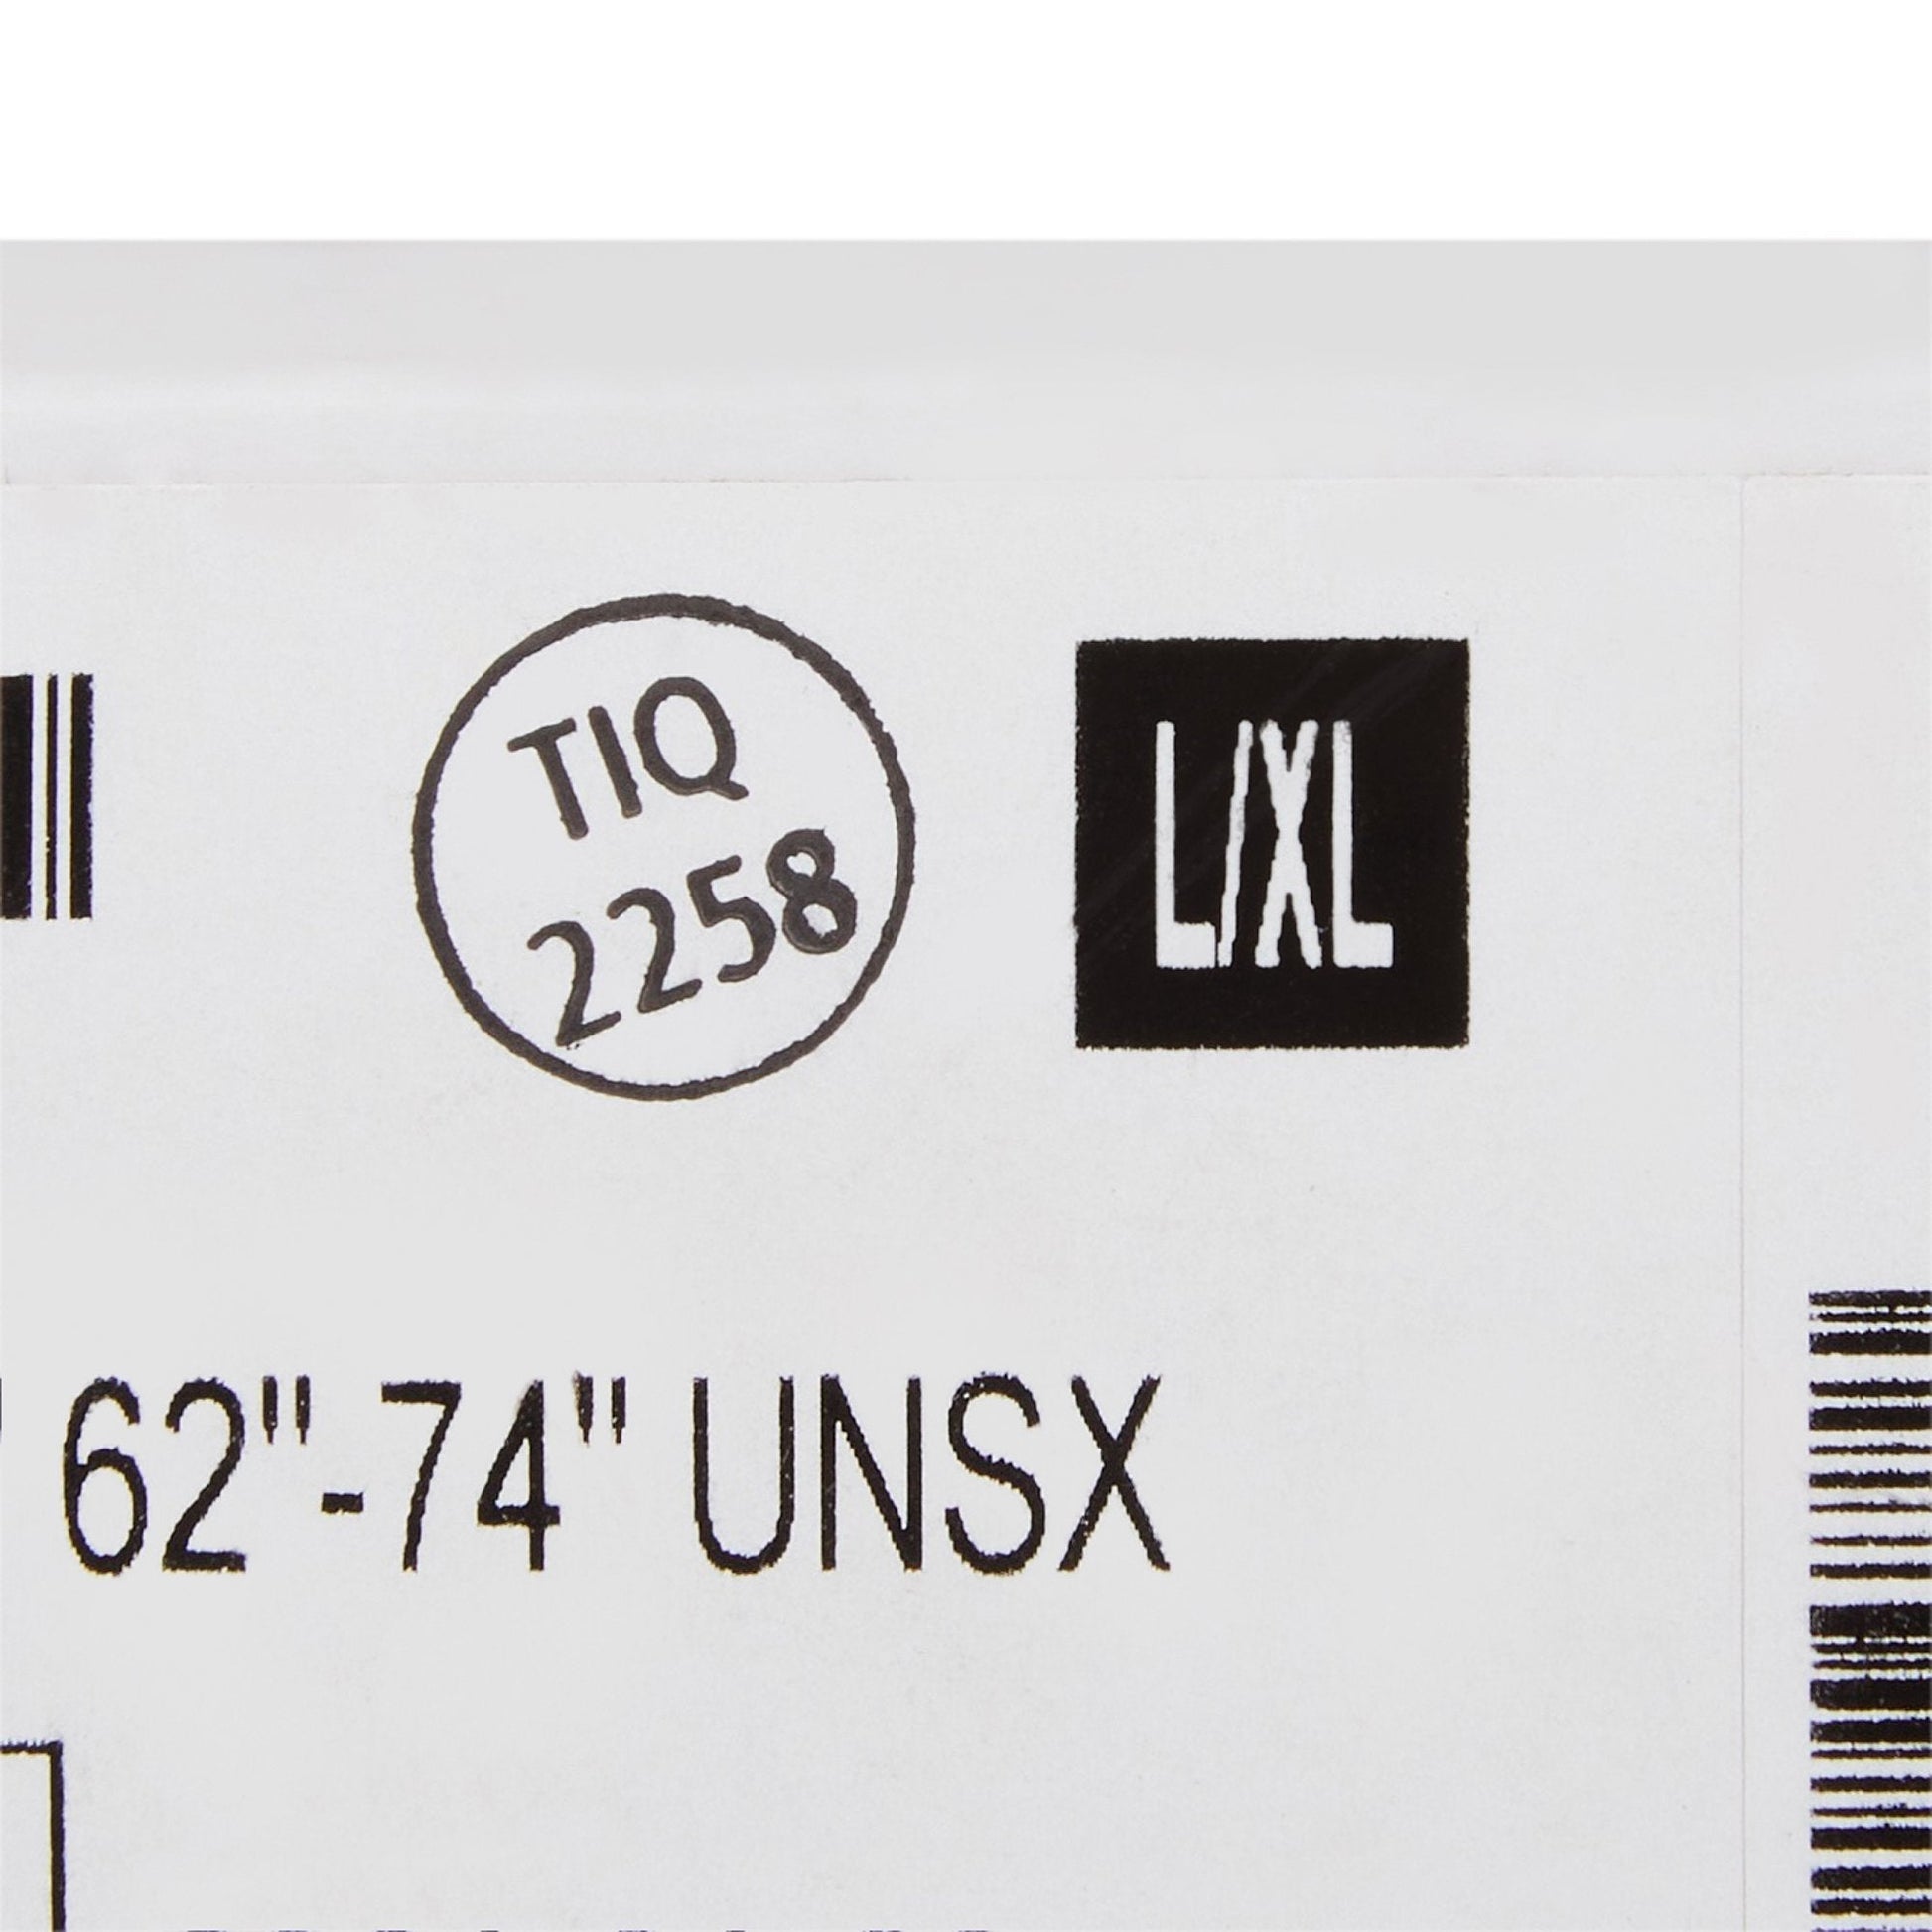 TIQ
2258
L/XL
62"-74" UNSX